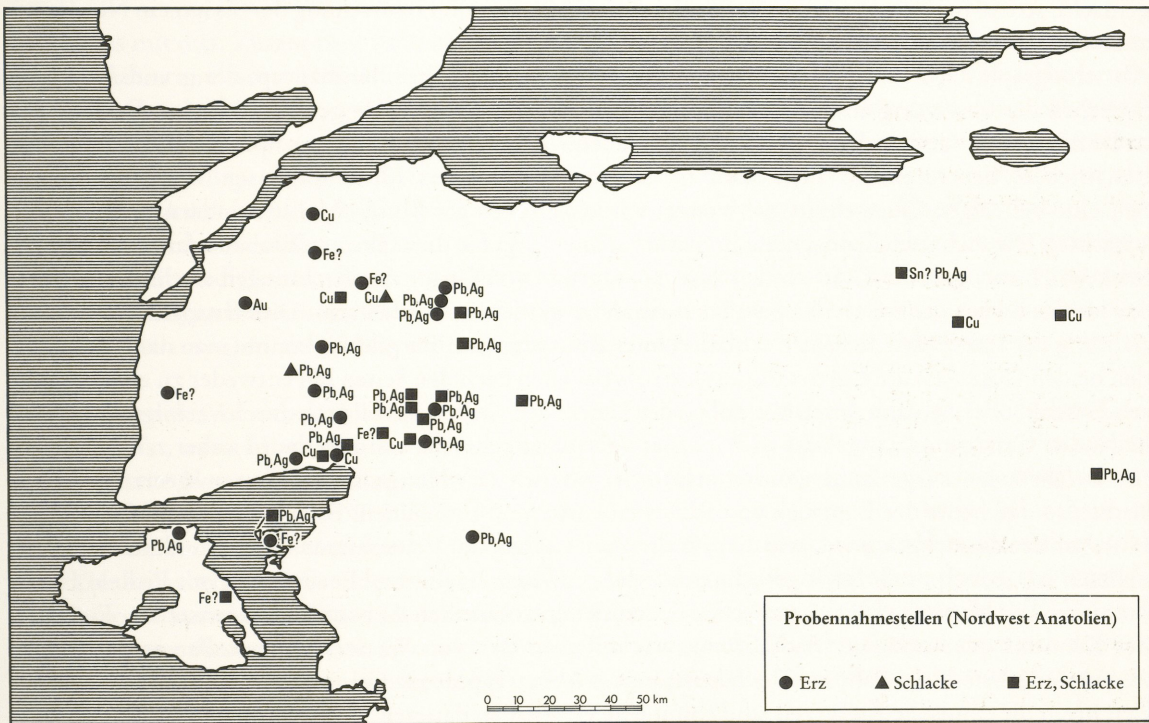 Cu
Fe?
Fe?
Cu
Cu
Au
Pb,Ag
Pb,Ag
Pb,Ag
Pb,Ag
Pb,Ag
Sn? Pb,Ag
Cu
Cu
Pb,Ag
Pb,Ag
Fe?
Pb,Ag
Pb,Ag
Pb,Ag
Pb,Ag
Pb,Ag
Pb,Ag
Pb,Ag
Pb,Ag
Pb,Ag
Fe?
Cu
Pb,Ag
Cu
Cu
Pb,Ag
Pb,Ag
Pb,Ag
Fe?
Pb,Ag
Pb,Ag
Fe?
Probennahmestellen (Nordwest Anatolien)
Erz Schlacke Erz, Schlacke
0 10 20 30 40 50 km